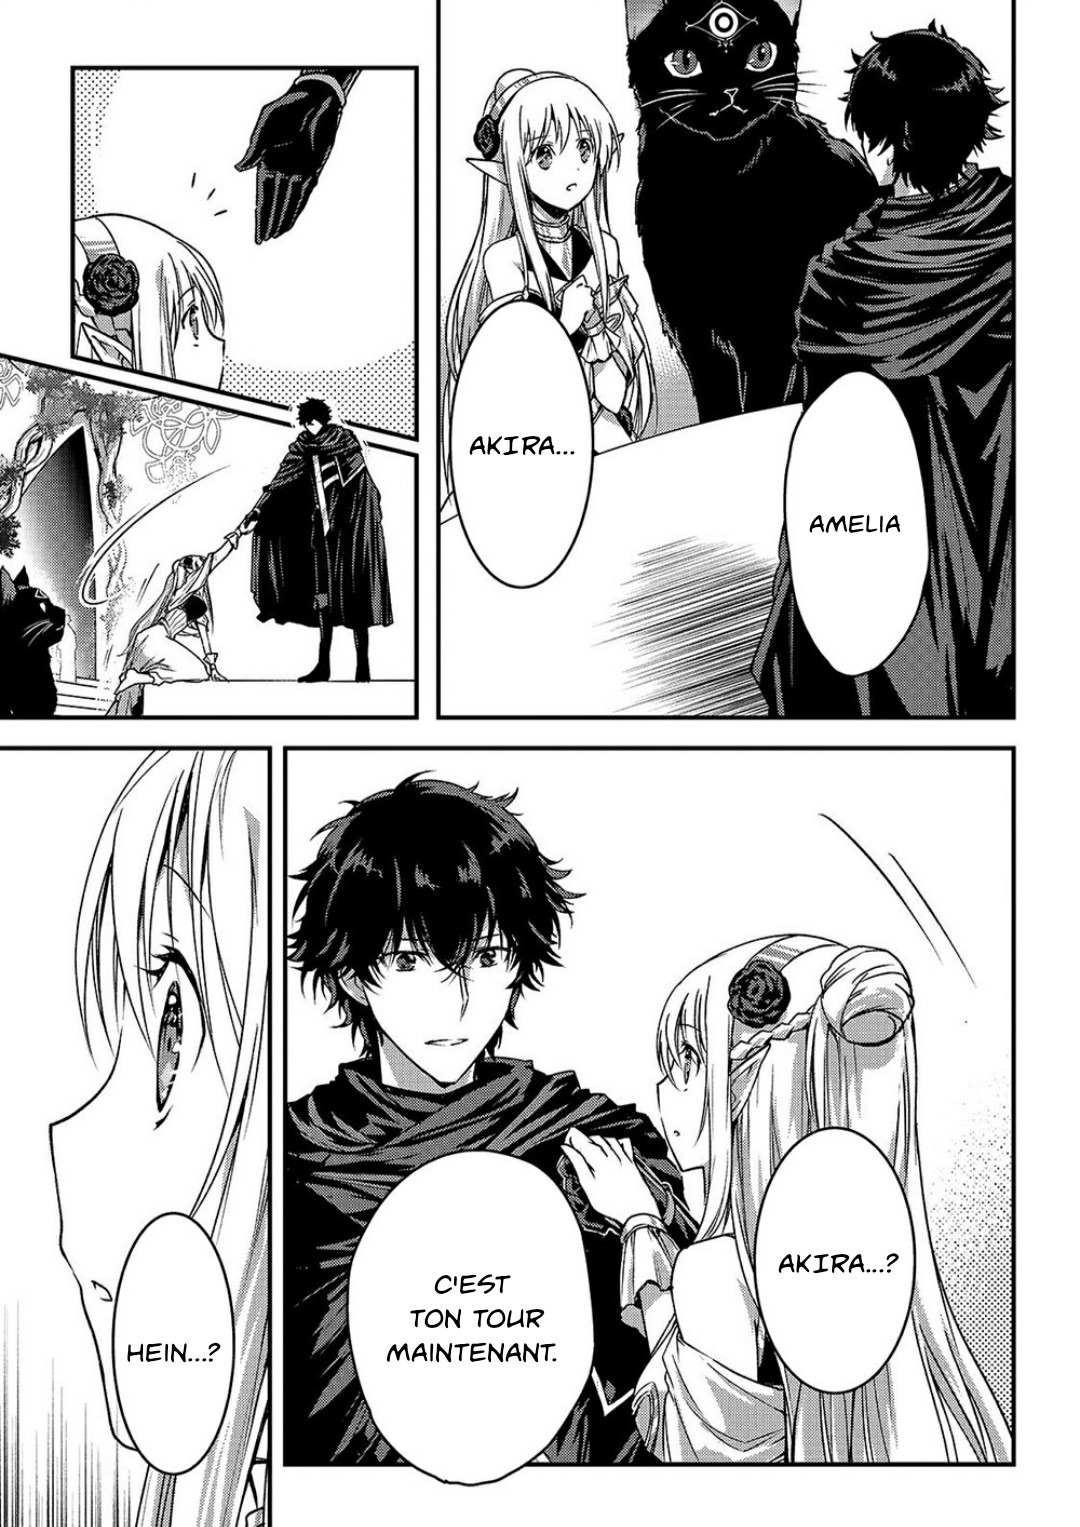 AMELIA
AKIRA...
AKIRA...?
C'EST
TON TOUR
MAINTENANT.
HEIN...?